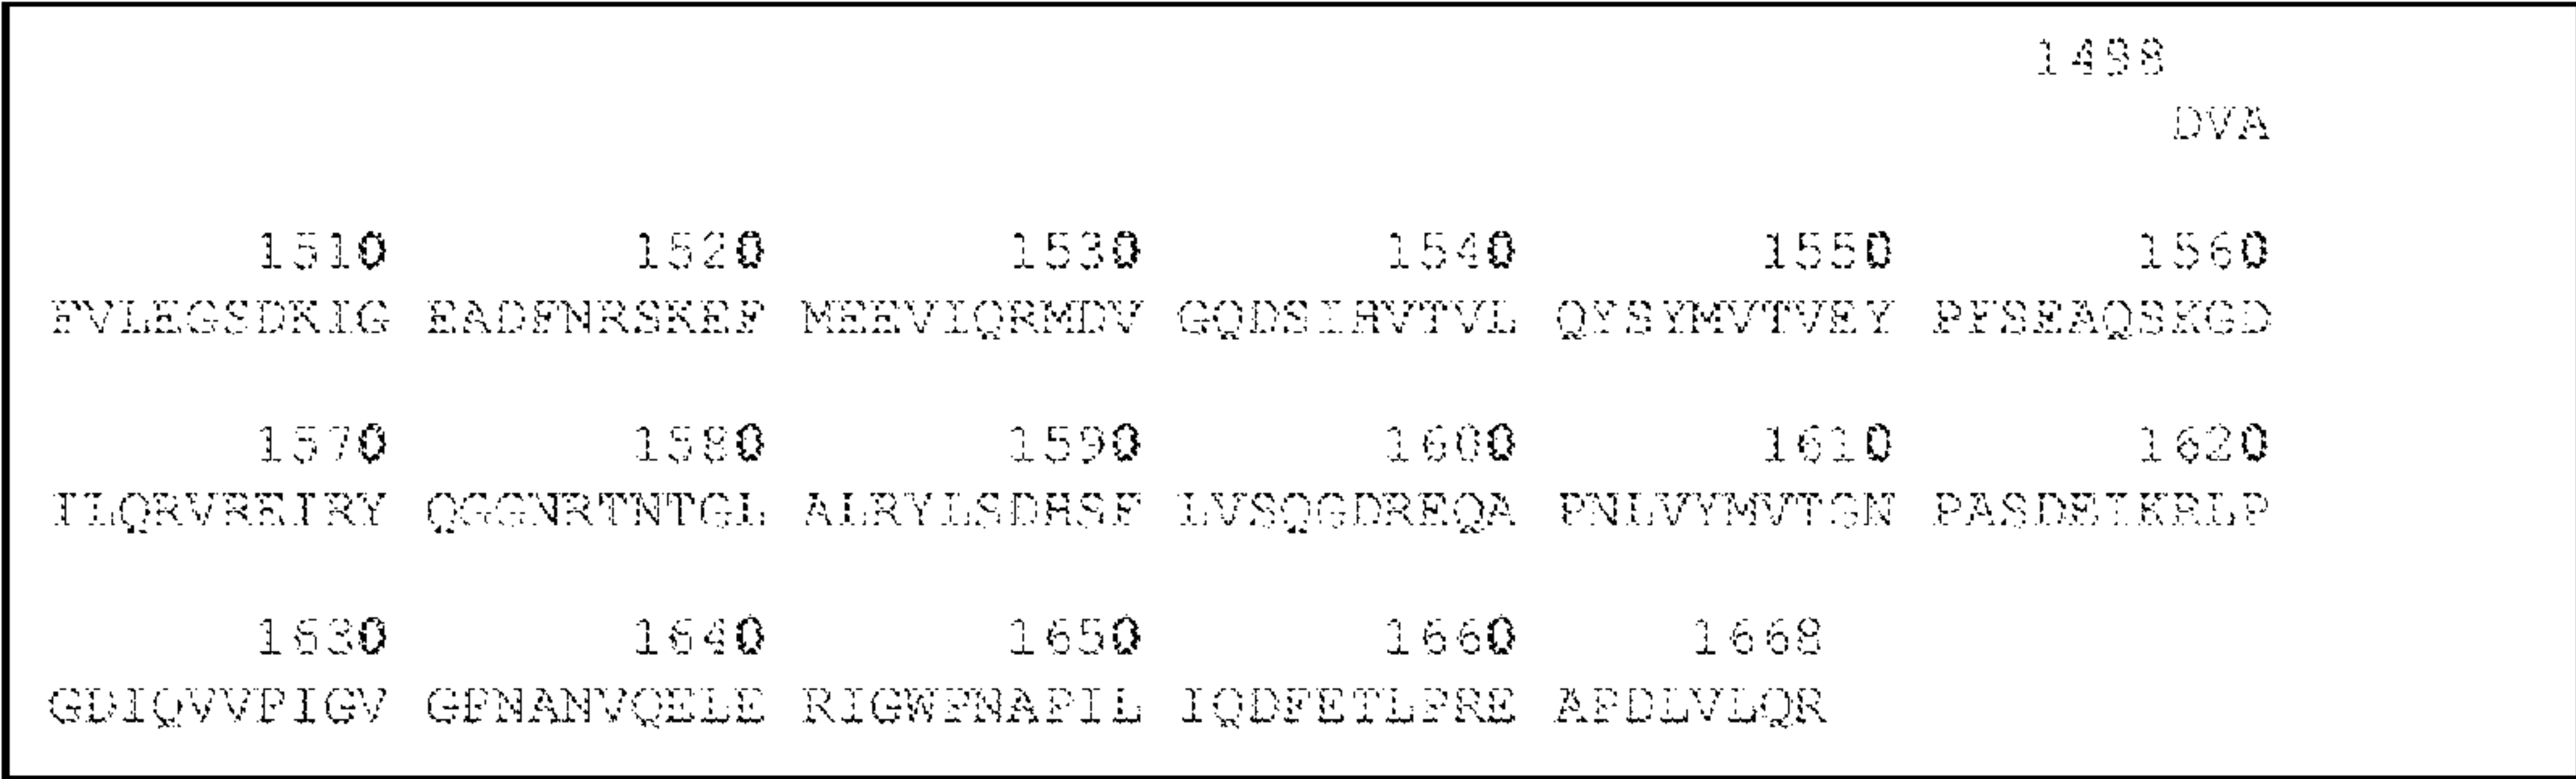 1498
DVA
1510 1520 1530 1540 1550 1560
FVLEGSDKIG EADFNRSKEF MEEVIQRMDV GQDSIHVTVL QYSYMVTVEY PFSEAQSKGD
1570 1580 1590 1600 1610 1620
ILQRVREIRY QGGNRTNTGL ALRYLSDHSF LVSQGDREQA PNLVYMVTGN PASDEIKRLP
1630 1640 1650 1660 1668
GDIQVVPIGV GPNANVQELE RIGWPNAPIL IQDFETLPRE APDLVLQR